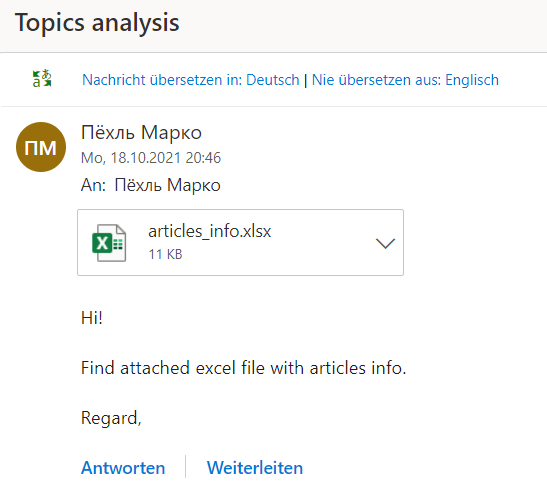 Topics analysis
Nachricht übersetzen in: Deutsch | Nie übersetzen aus: Englisch
ПМ
Пёхль Марко
Mo, 18.10.2021 20:46
An: Пёхль Марко
articles_info.xlsx
11 KB
Hi!
Find attached excel file with articles info.
Regard,
Antworten
Weiterleiten